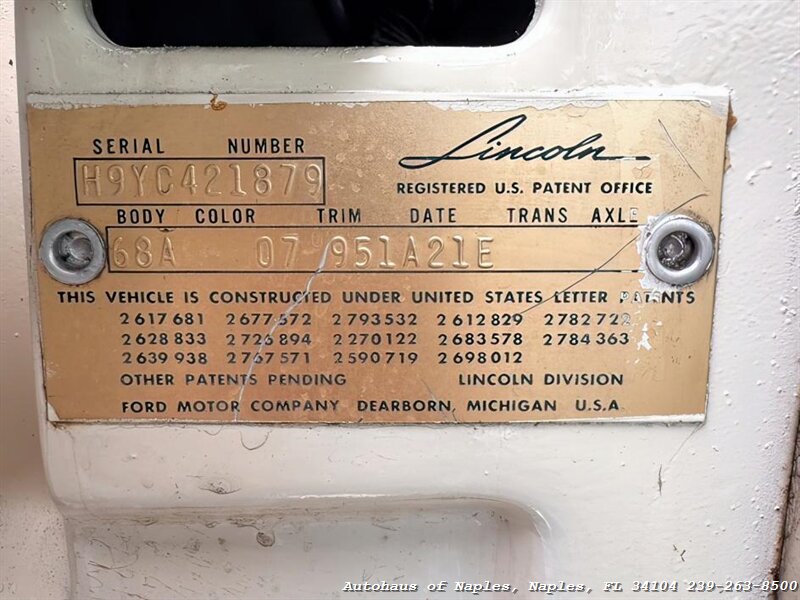 SERIAL NUMBER
Lincoln
H9YC421879
REGISTERED U.S. PATENT OFFICE
BODY COLOR TRIM DATE TRANS AXLE
68A 07 951A21E
THIS VEHICLE IS CONSTRUCTED UNDER UNITED STATES LETTER PATENTS
2617681 2677572 2793532 2612829 2782722
2628833 2726894 2270122 2683578 2784363
2639938 2767571 2590719 2698012
OTHER PATENTS PENDING LINCOLN DIVISION
FORD MOTOR COMPANY DEARBORN, MICHIGAN U.S.A
Autohaus of Naples, Naples, FL 34104 239-263-8500